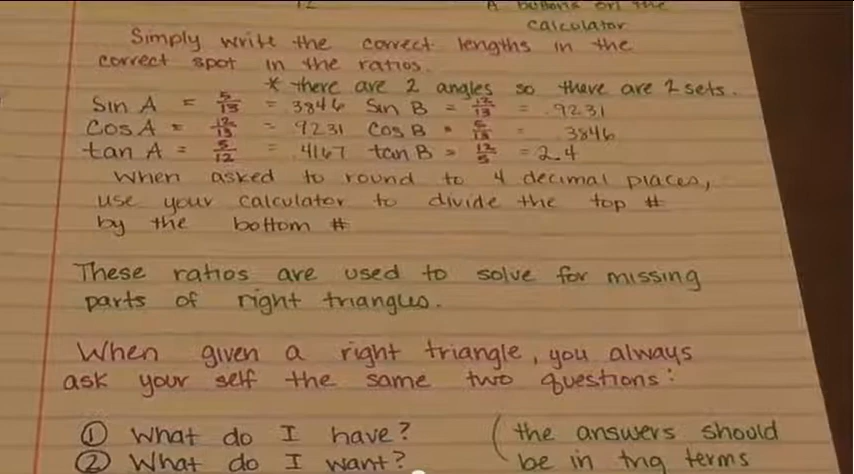 12 A buttons on the
calculator
Simply write the correct lengths in the
correct spot in the ratios.
* there are 2 angles so there are 2 sets.
Sin A = 5/13 = .3846 Sin B = 12/13 = .9231
Cos A = 12/13 = .9231 Cos B = 5/13 = .3846
tan A = 5/12 = .4167 tan B = 12/5 = 2.4
When asked to round to 4 decimal places,
use your calculator to divide the top #
by the bottom #
These ratios are used to solve for missing
parts of right triangles.
When given a right triangle, you always
ask your self the same two questions:
① What do I have? (the answers should
② What do I want? be in trig terms